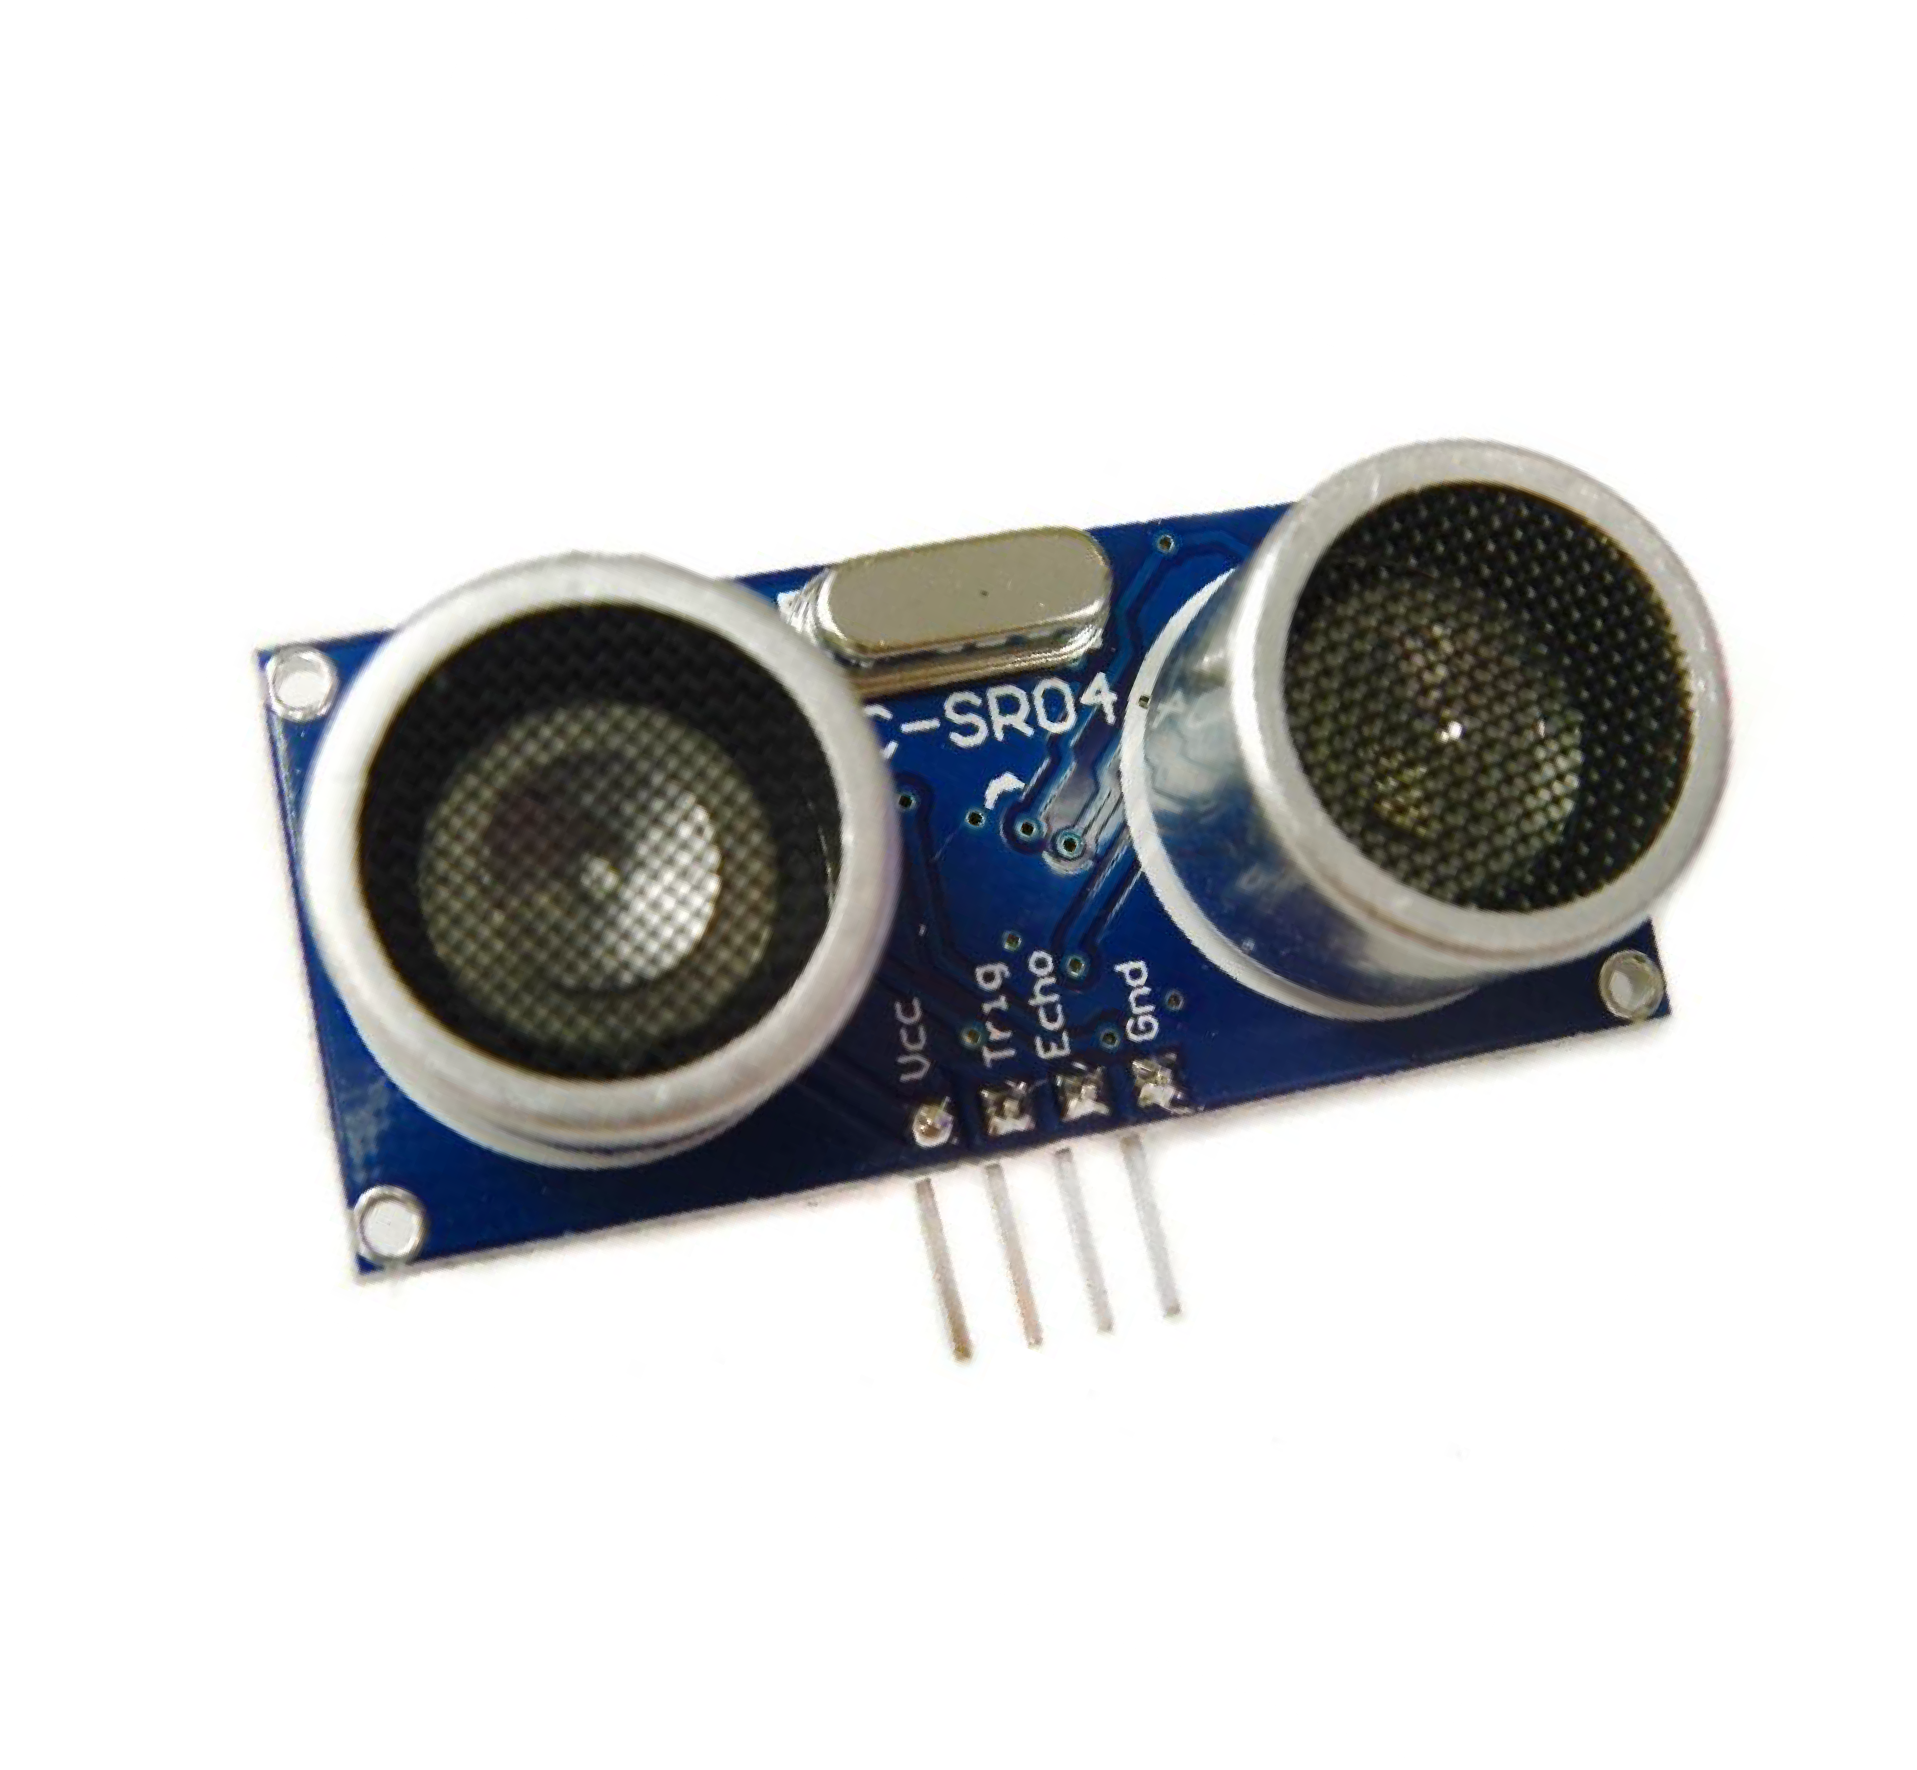 C-SR04
Vcc
Trig
Echo
Gnd